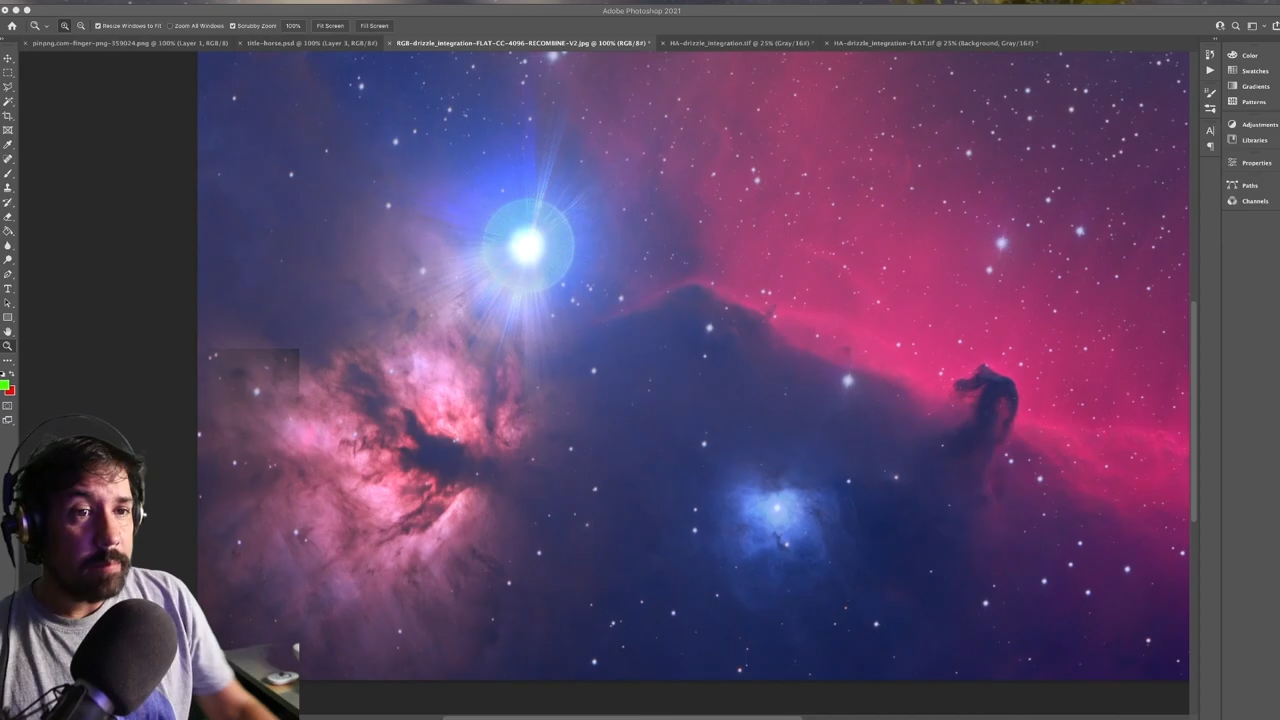 Adobe Photoshop 2021
Resize Windows to Fit Zoom All Windows Scrubby Zoom 100% Fit Screen Fill Screen
pinpng.com-finger-png-359024.png @ 100% (Layer 1, RGB/8) title-horse.psd @ 100% (Layer 3, RGB/8#) RGB-drizzle_integration-FLAT-CC-4096-RECOMBINE-V2.jpg @ 100% (RGB/8#) * HA-drizzle_integration.tif @ 25% (Gray/16#) * HA-drizzle_integration-FLAT.tif @ 25% (Background, Gray/16#) *
Color
Swatches
Gradients
Patterns
Adjustments
Libraries
Properties
Paths
Channels